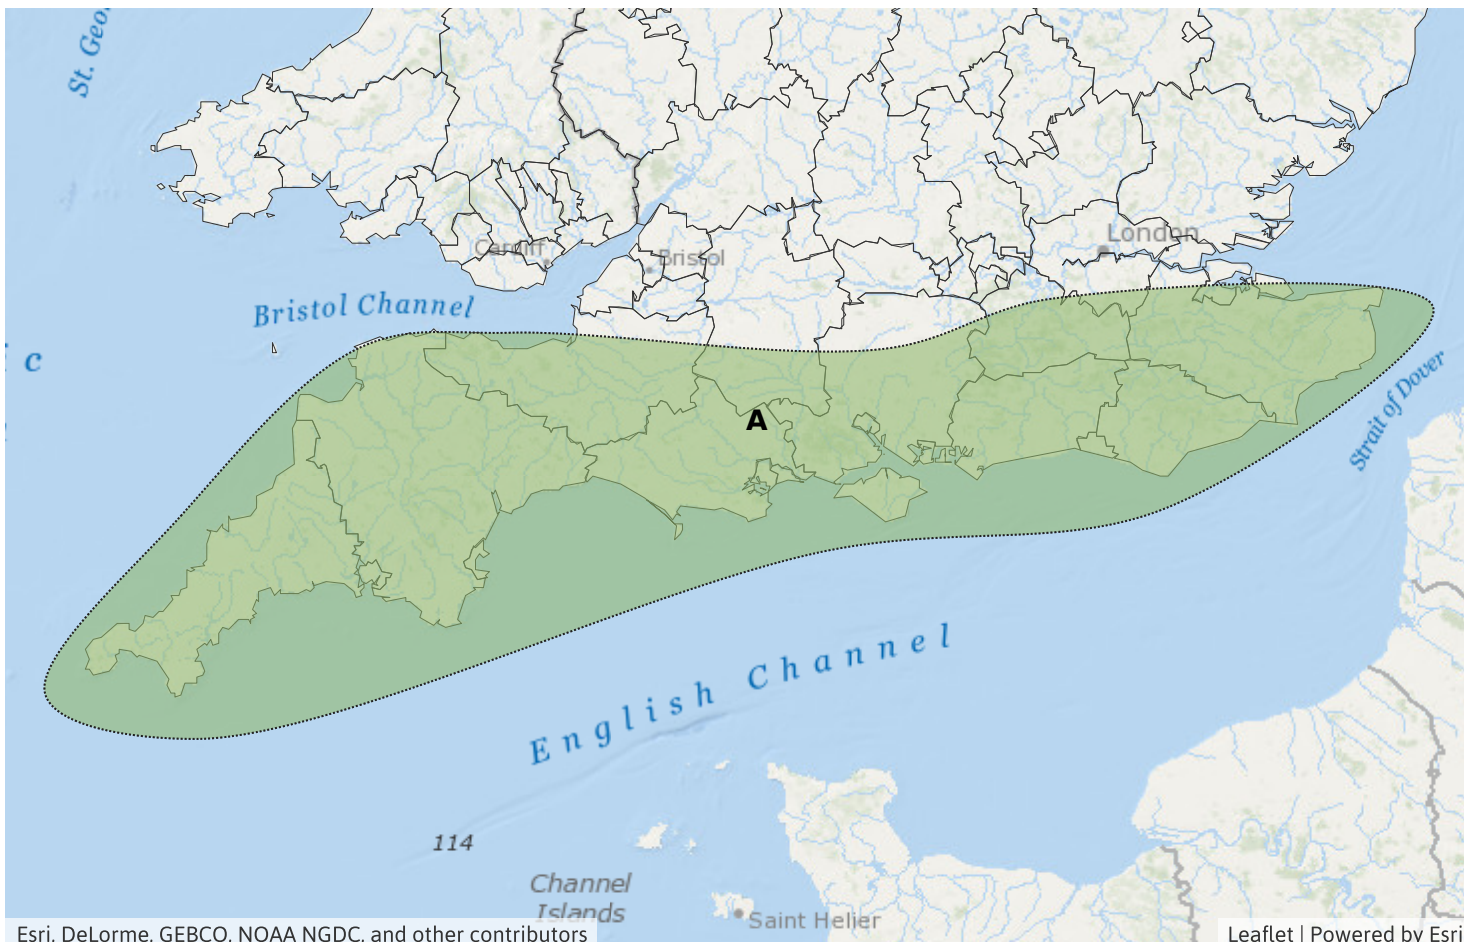 St. Geo
London
Cardiff
Bristol
Bristol Channel
c
Strait of Dover
A
English Channel
114
Channel
Islands
Saint Helier
Esri, DeLorme, GEBCO, NOAA NGDC, and other contributors
Leaflet | Powered by Esri